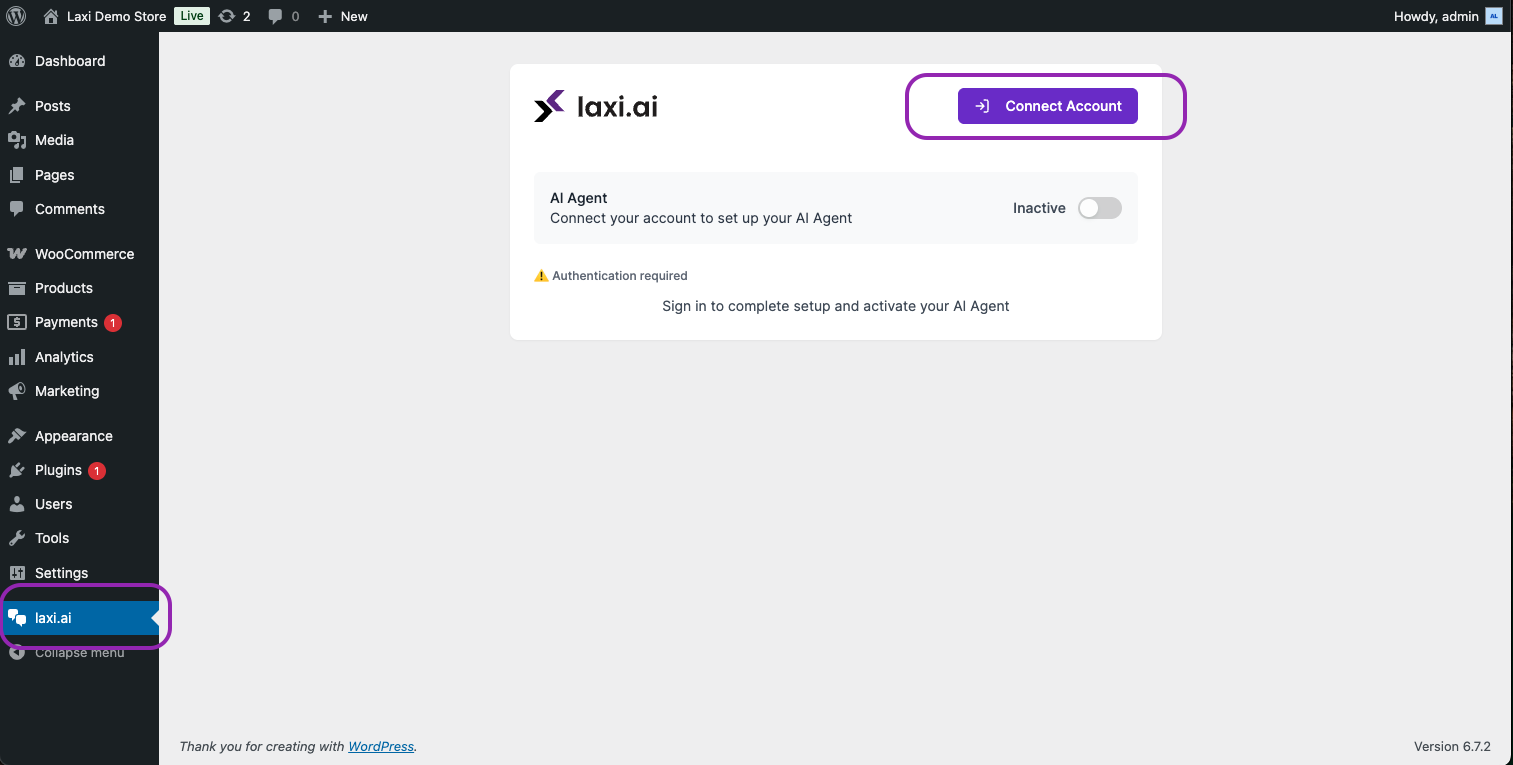 Laxi Demo Store Live 2 0 New Howdy, admin AL
Dashboard
Posts
Media
Pages
Comments
WooCommerce
Products
Payments 1
Analytics
Marketing
Appearance
Plugins 1
Users
Tools
Settings
laxi.ai
Collapse menu
laxi.ai
Connect Account
AI Agent
Connect your account to set up your AI Agent
Inactive
Authentication required
Sign in to complete setup and activate your AI Agent
Thank you for creating with WordPress.
Version 6.7.2